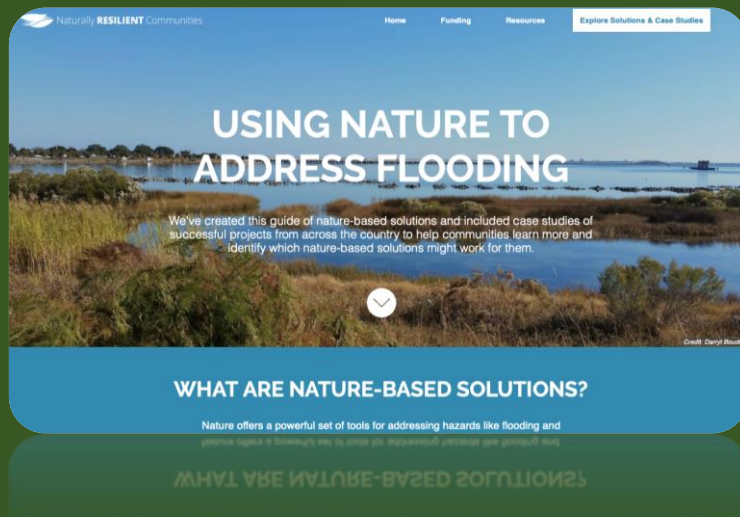 Naturally RESILIENT Communities
Home
Funding
Resources
Explore Solutions & Case Studies
USING NATURE TO
ADDRESS FLOODING
We've created this guide of nature-based solutions and included case studies of
successful projects from across the country to help communities learn more and
identify which nature-based solutions might work for them.
Credit: Darryl
WHAT ARE NATURE-BASED SOLUTIONS?
Nature offers a powerful set of tools for addressing hazards like flooding and